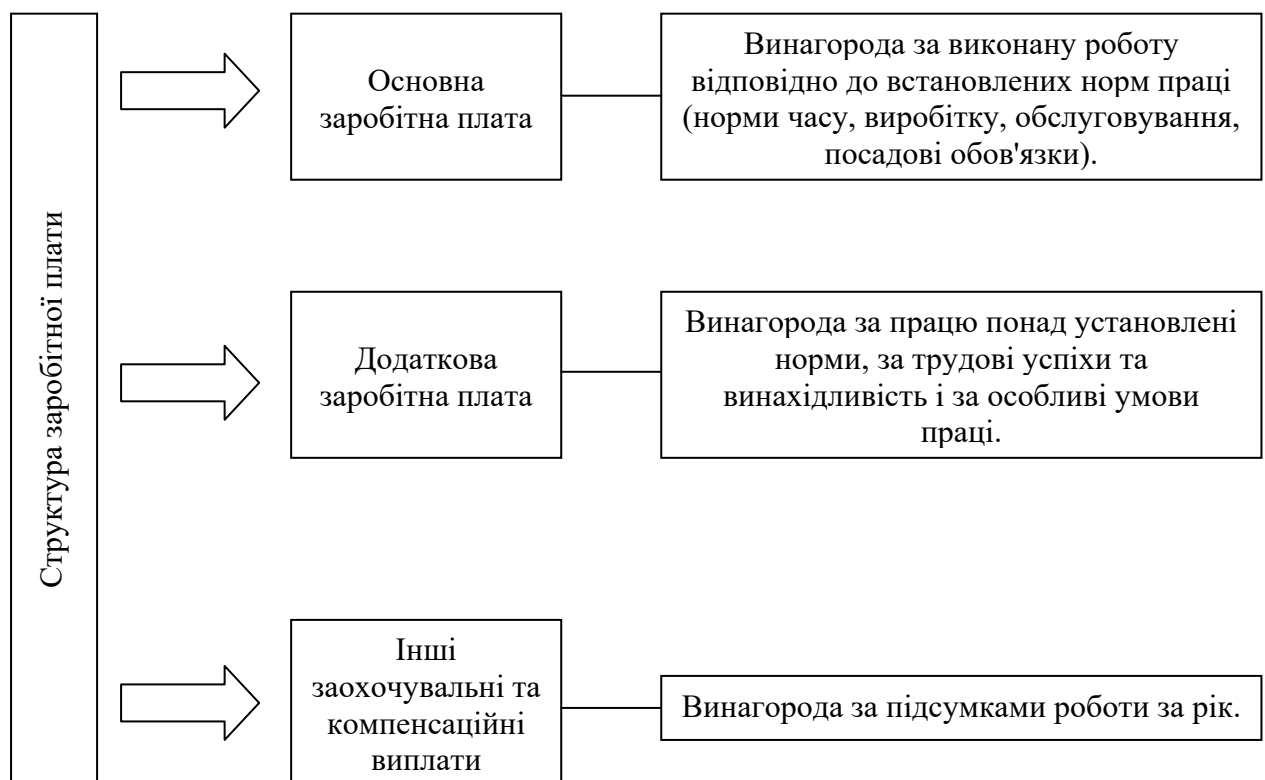 Структура заробітної плати
Основна
заробітна плата
Винагорода за виконану роботу
відповідно до встановлених норм праці
(норми часу, виробітку, обслуговування,
посадові обов'язки).
Додаткова
заробітна плата
Винагорода за працю понад установлені
норми, за трудові успіхи та
винахідливість і за особливі умови
праці.
Інші
заохочувальні та
компенсаційні
виплати
Винагорода за підсумками роботи за рік.